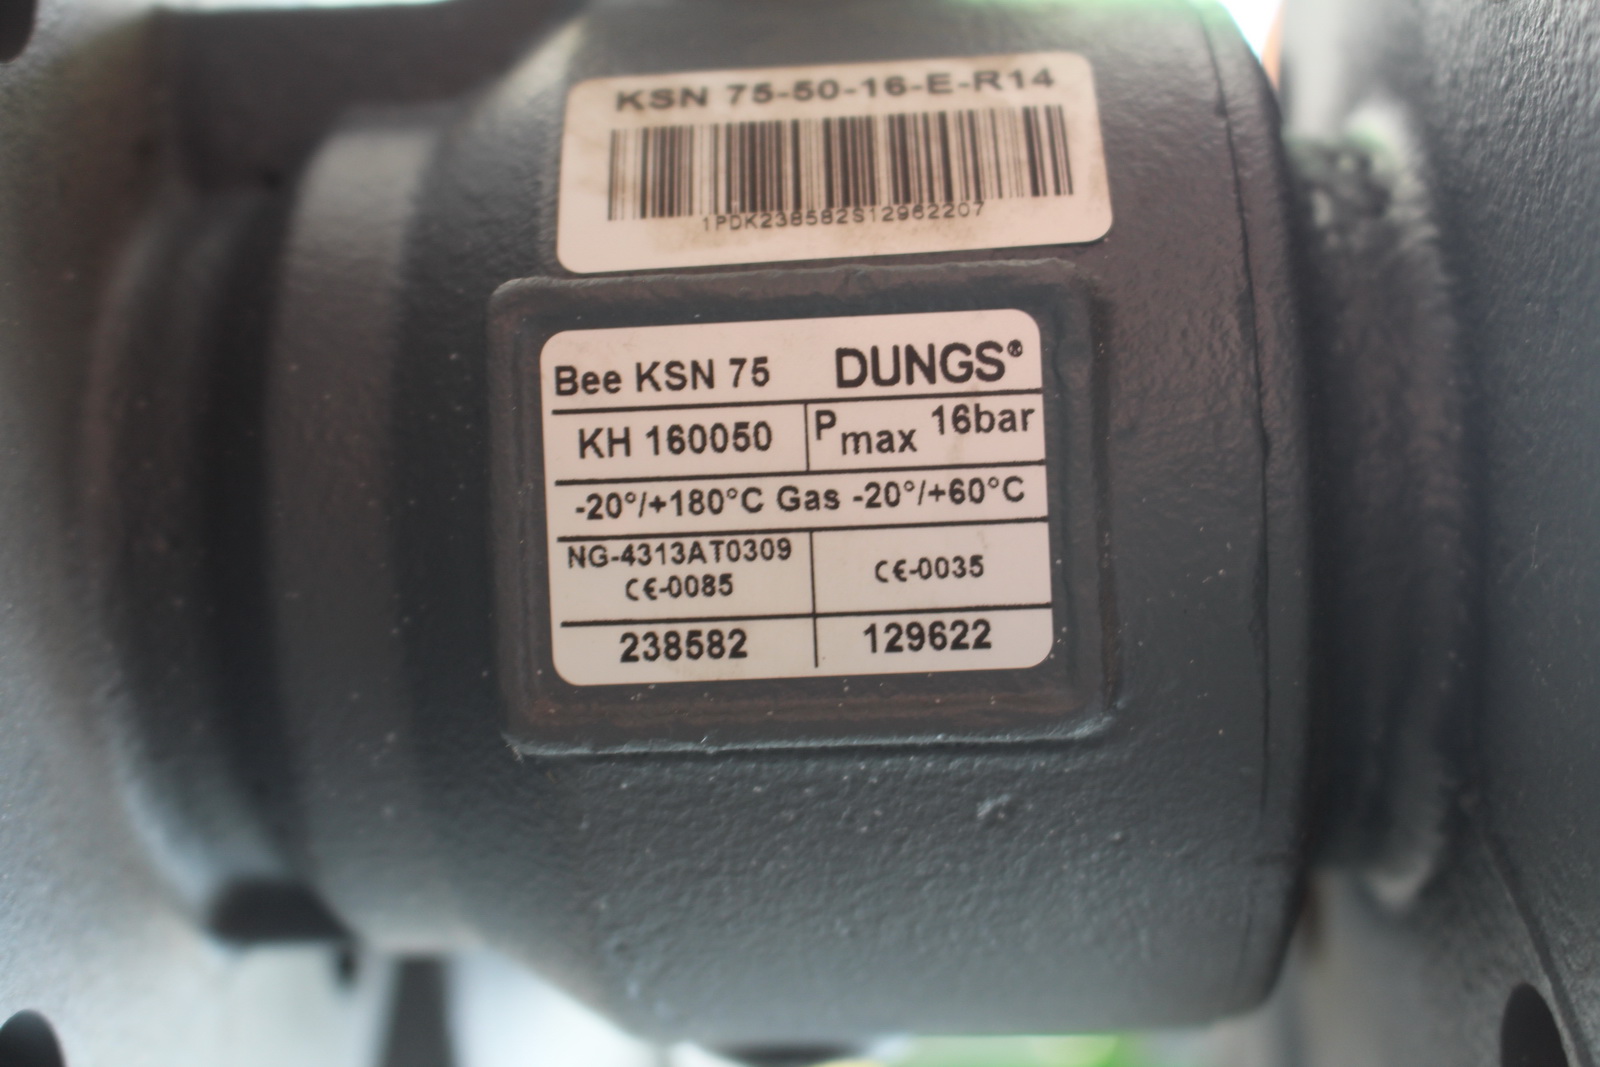 KSN 75-50-16-E-R14
1PDK238582S12962207
Bee KSN 75 DUNGS®
KH 160050 Pmax 16bar
-20°/+180°C Gas -20°/+60°C
NG-4313AT0309
CE-0085 CE-0035
238582 129622